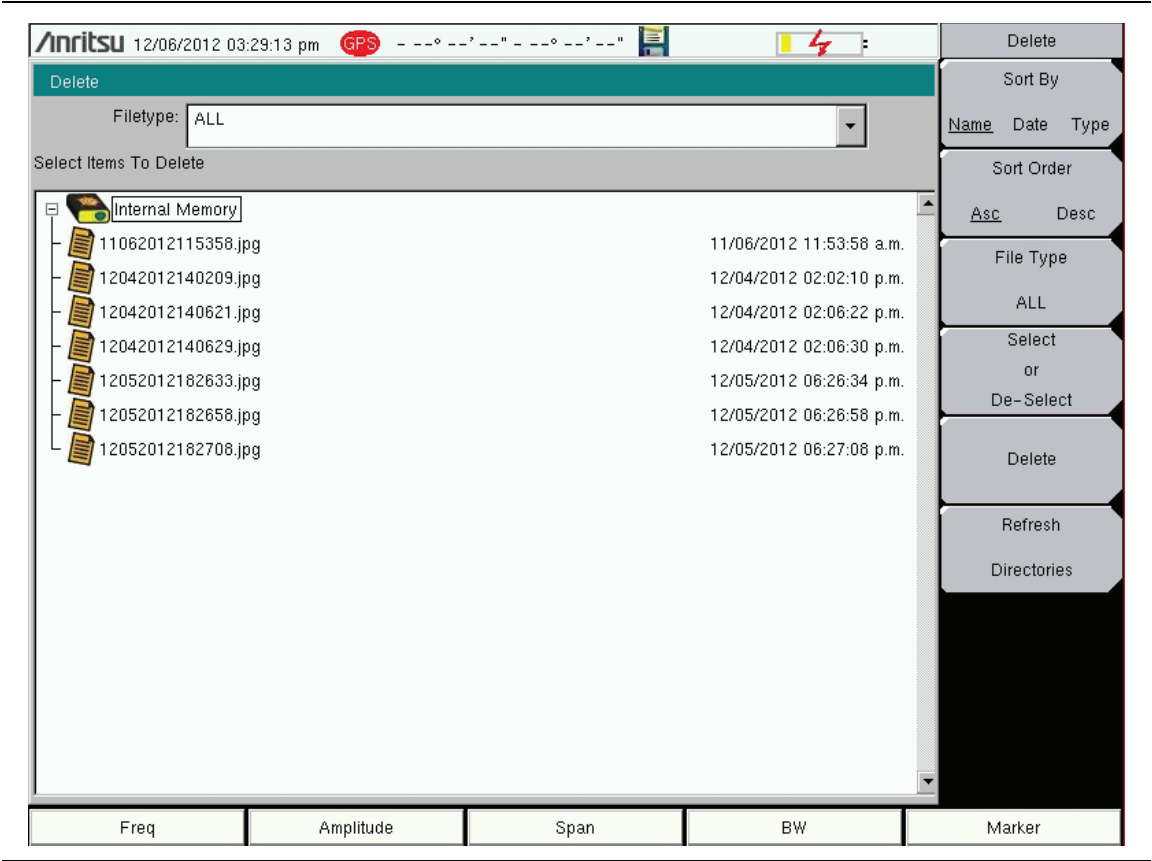 /Inritsu 12/06/2012 03:29:13 pm GPS - --° --'--" - --° --'--"
Delete
Delete
Filetype: ALL
Select Items To Delete
Internal Memory
11062012115358.jpg 11/06/2012 11:53:58 a.m.
12042012140209.jpg 12/04/2012 02:02:10 p.m.
12042012140621.jpg 12/04/2012 02:06:22 p.m.
12042012140629.jpg 12/04/2012 02:06:30 p.m.
12052012182633.jpg 12/05/2012 06:26:34 p.m.
12052012182658.jpg 12/05/2012 06:26:58 p.m.
12052012182708.jpg 12/05/2012 06:27:08 p.m.
Sort By
Name Date Type
Sort Order
Asc Desc
File Type
ALL
Select
or
De-Select
Delete
Refresh
Directories
Freq Amplitude Span BW Marker